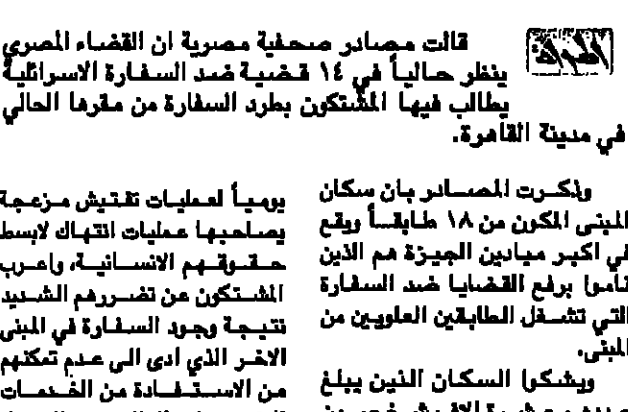 قالت مصادر صحفية مصرية ان القضاء المصري
ينظر حالياً في ١٤ قضية ضد السفارة الاسرائلية
يطالب فيها المشتكون بطرد السفارة من مقرها الحالي
في مدينة القاهرة.
وذكرت المصادر بان سكان
المبنى المكون من ١٨ طابقاً ويقع
في اكبر ميادين الجيزة هم الذين
قاموا برفع القضايا ضد السفارة
التي تشغل الطابقين العلويين من
المبنى.
ويشكوا السكان الذين يبلغ
يومياً لعمليات تفتيش مزعجة
يصاحبها عمليات انتهاك لابسط
حقوقهم الانسانية، واعرب
المشتكون عن تضررهم الشديد
نتيجة وجود السفارة في المبنى
الاخر الذي أدى الى عدم تمكنهم
من الاستفادة من الخدمات